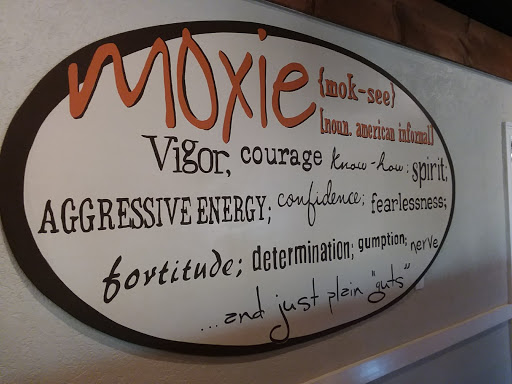 moxie {mok-see}
[noun. american informal]
Vigor, courage know-how; spirit;
AGGRESSIVE ENERGY; confidence; fearlessness;
fortitude; determination; gumption; nerve
...and just plain "guts"